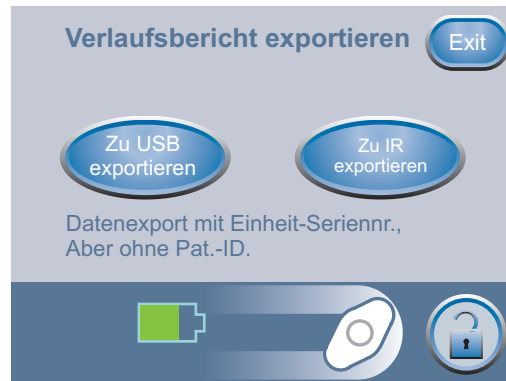 Verlaufsbericht exportieren
Exit
Zu USB
exportieren
Zu IR
exportieren
Datenexport mit Einheit-Seriennr.,
Aber ohne Pat.-ID.